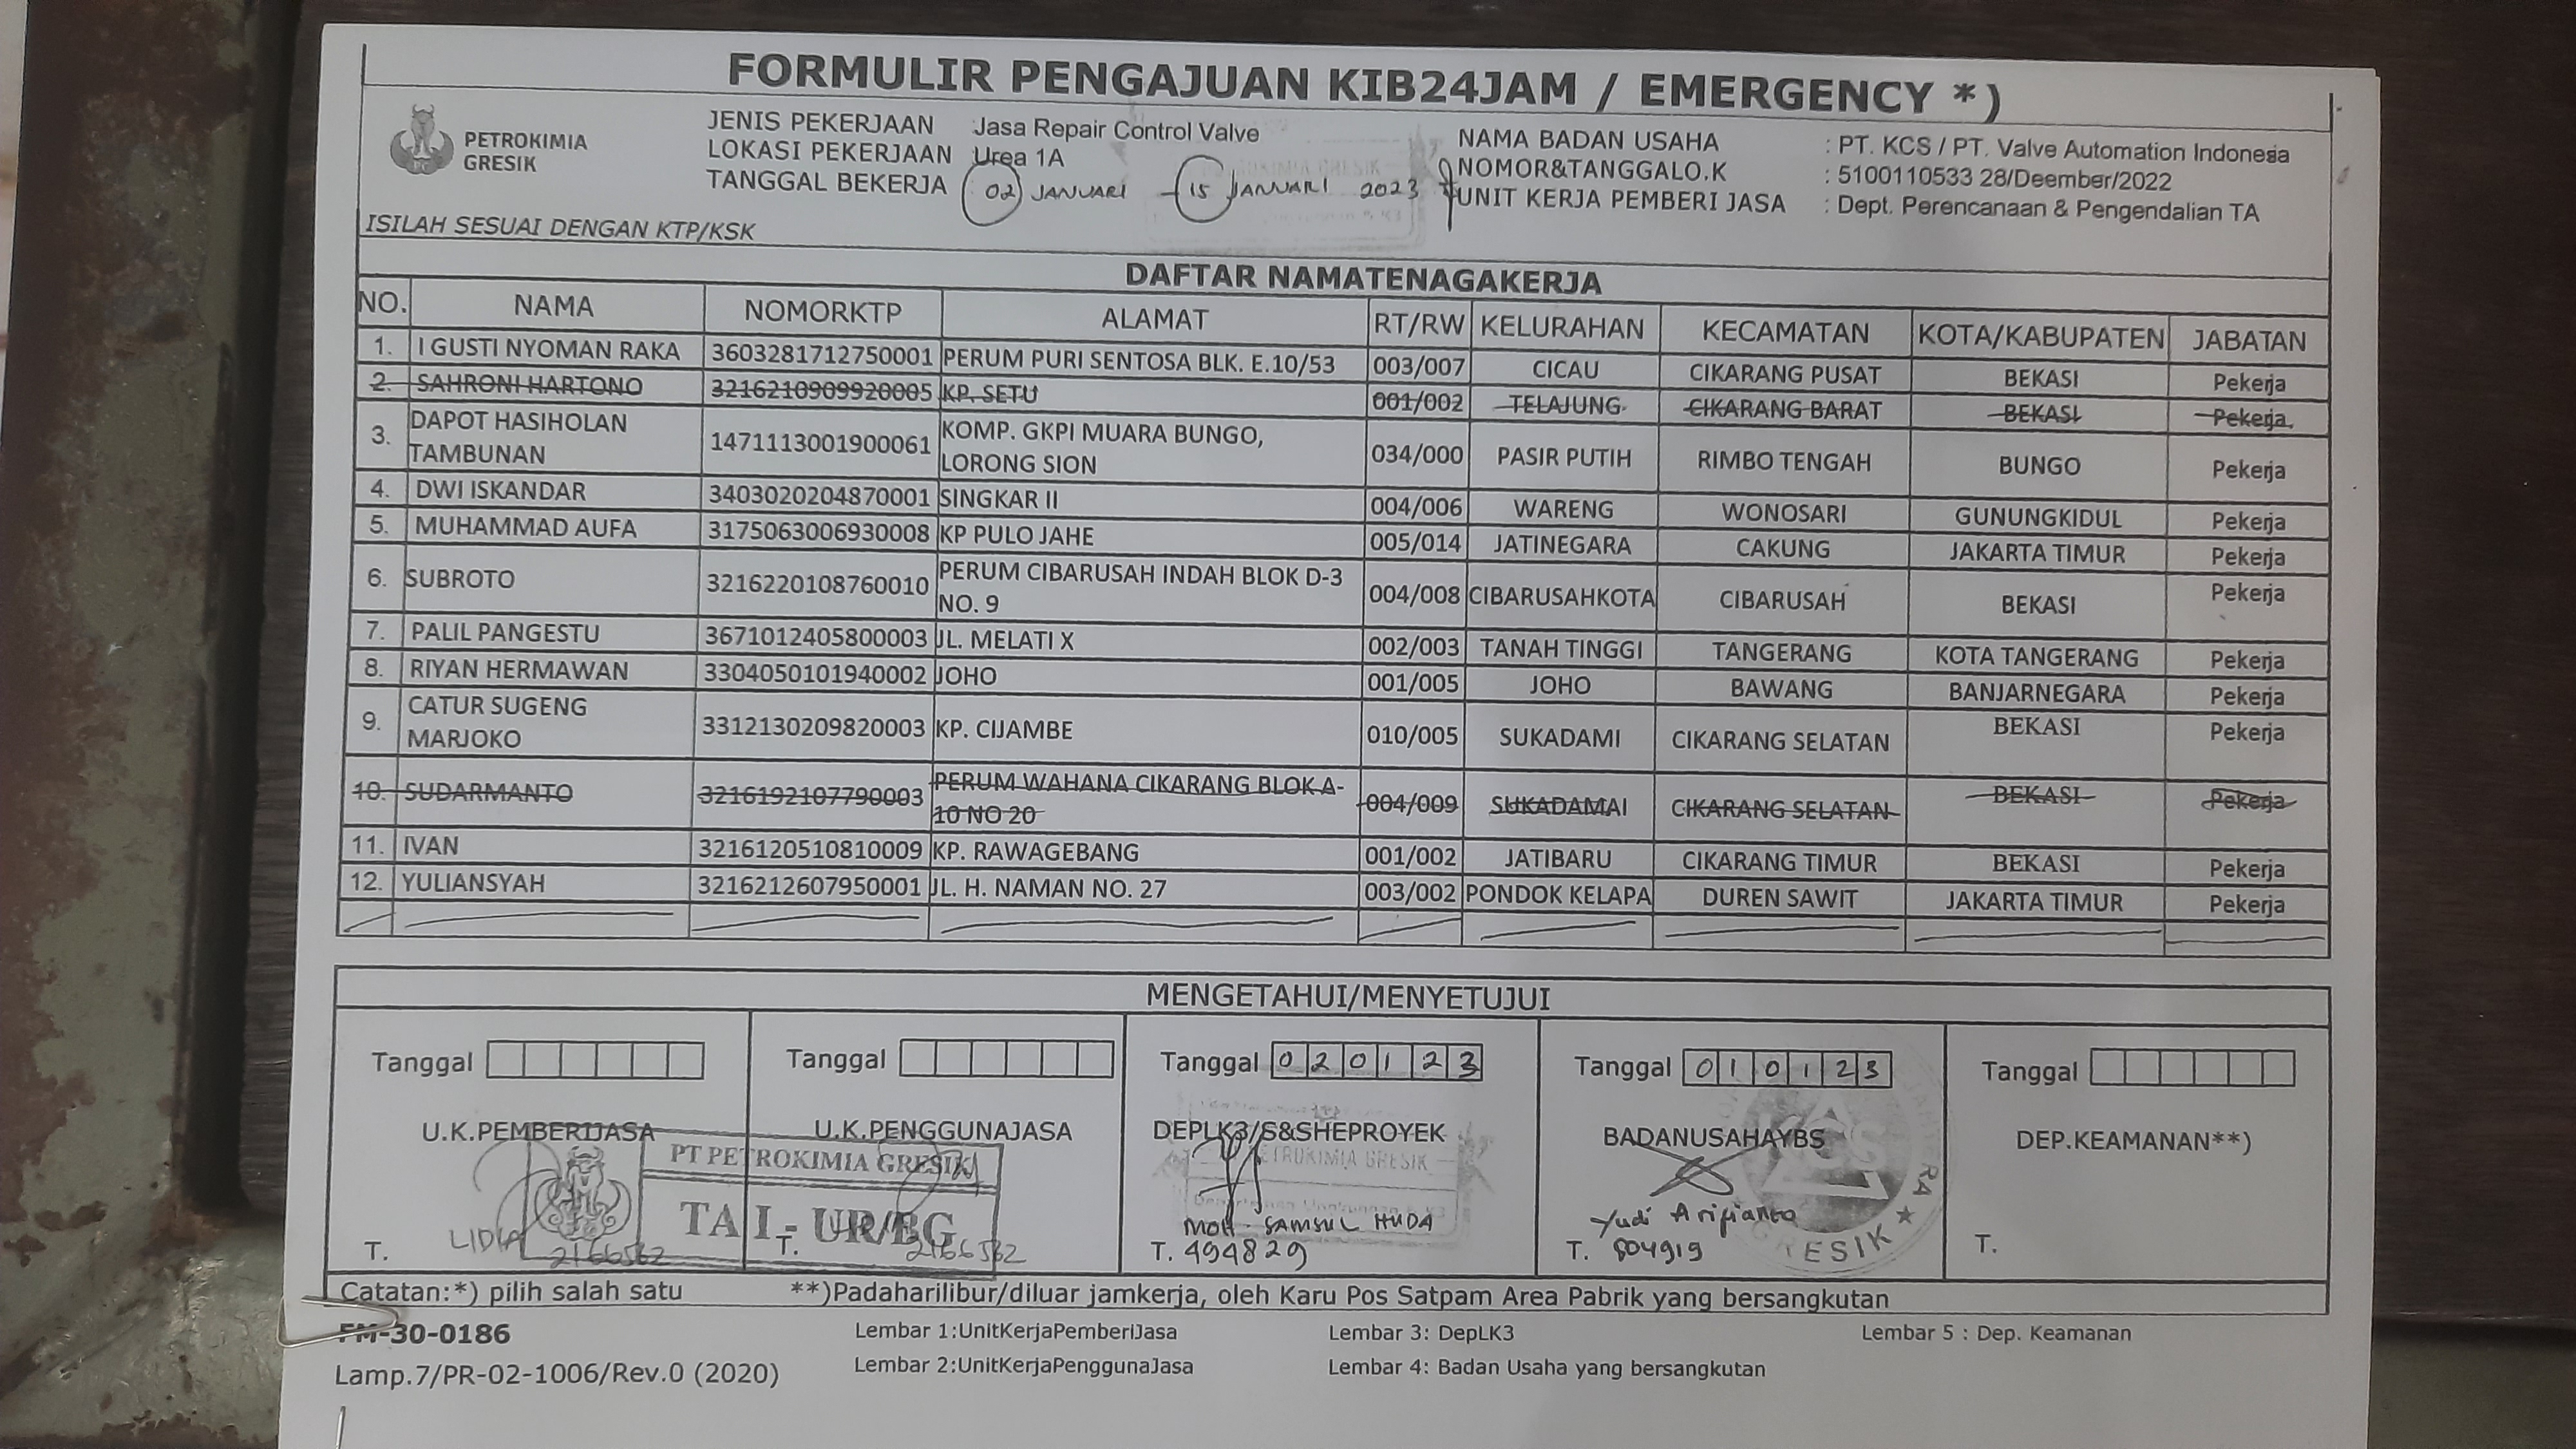 FORMULIR PENGAJUAN KIB24JAM / EMERGENCY *)
PETROKIMIA
GRESIK
JENIS PEKERJAAN : Jasa Repair Control Valve
LOKASI PEKERJAAN Urea 1A
TANGGAL BEKERJA 02 JANUARI - 15 JANUARI 2023
NAMA BADAN USAHA : PT. KCS / PT. Valve Automation Indonesia
NOMOR&TANGGALO.K : 5100110533 28/Deember/2022
UNIT KERJA PEMBERI JASA : Dept. Perencanaan & Pengendalian TA
ISILAH SESUAI DENGAN KTP/KSK
DAFTAR NAMATENAGAKERJA
NO. NAMA NOMORKTP ALAMAT RT/RW KELURAHAN KECAMATAN KOTA/KABUPATEN JABATAN
1. I GUSTI NYOMAN RAKA 3603281712750001 PERUM PURI SENTOSA BLK. E.10/53 003/007 CICAU CIKARANG PUSAT BEKASI Pekerja
2. SAHRONI HARTONO 3216210909920005 KP. SETU 001/002 TELAJUNG CIKARANG BARAT BEKASI Pekerja
3. DAPOT HASIHOLAN TAMBUNAN 1471113001900061 KOMP. GKPI MUARA BUNGO, LORONG SION 034/000 PASIR PUTIH RIMBO TENGAH BUNGO Pekerja
4. DWI ISKANDAR 3403020204870001 SINGKAR II 004/006 WARENG WONOSARI GUNUNGKIDUL Pekerja
5. MUHAMMAD AUFA 3175063006930008 KP PULO JAHE 005/014 JATINEGARA CAKUNG JAKARTA TIMUR Pekerja
6. SUBROTO 3216220108760010 PERUM CIBARUSAH INDAH BLOK D-3 NO. 9 004/008 CIBARUSAHKOTA CIBARUSAH BEKASI Pekerja
7. PALIL PANGESTU 3671012405800003 JL. MELATI X 002/003 TANAH TINGGI TANGERANG KOTA TANGERANG Pekerja
8. RIYAN HERMAWAN 3304050101940002 JOHO 001/005 JOHO BAWANG BANJARNEGARA Pekerja
9. CATUR SUGENG MARJOKO 3312130209820003 KP. CIJAMBE 010/005 SUKADAMI CIKARANG SELATAN BEKASI Pekerja
10. SUDARMANTO 3216192107790003 PERUM WAHANA CIKARANG BLOK A-10 NO 20 004/009 SUKADAMAI CIKARANG SELATAN BEKASI Pekerja
11. IVAN 3216120510810009 KP. RAWAGEBANG 001/002 JATIBARU CIKARANG TIMUR BEKASI Pekerja
12. YULIANSYAH 3216212607950001 JL. H. NAMAN NO. 27 003/002 PONDOK KELAPA DUREN SAWIT JAKARTA TIMUR Pekerja
MENGETAHUI/MENYETUJUI
Tanggal Tanggal Tanggal 020123 Tanggal 010123 Tanggal
U.K.PEMBERIJASA U.K.PENGGUNAJASA DEPLK3/S&SHEPROYEK BADANUSAHAYBS DEP.KEAMANAN**)
PT PETROKIMIA GRESIK
TA I - UR/BG
LIDIA
T. 2166562 T. 2166562
MOH. SAMSUL HUDA
T. 494829
Yudi Ariyianto
T. 804919
GRESIK
T.
Catatan:*) pilih salah satu **)Padaharilibur/diluar jamkerja, oleh Karu Pos Satpam Area Pabrik yang bersangkutan
FM-30-0186 Lembar 1:UnitKerjaPemberiJasa Lembar 3: DepLK3 Lembar 5 : Dep. Keamanan
Lamp.7/PR-02-1006/Rev.0 (2020) Lembar 2:UnitKerjaPenggunaJasa Lembar 4: Badan Usaha yang bersangkutan